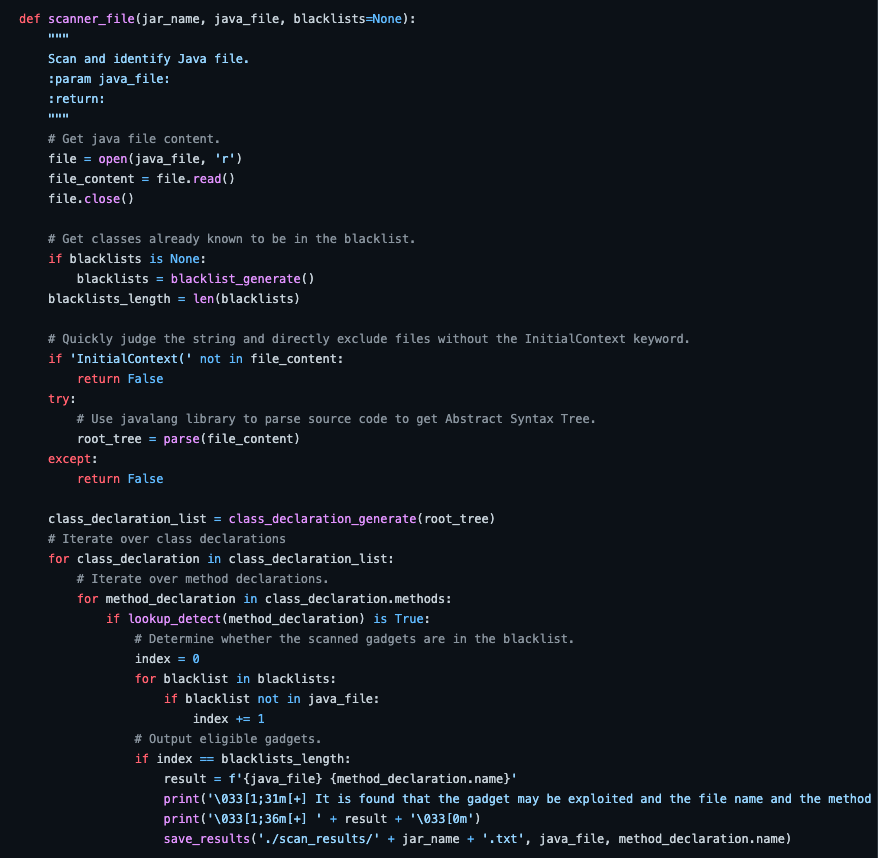 def scanner_file(jar_name, java_file, blacklists=None):
    """
    Scan and identify Java file.
    :param java_file:
    :return:
    """
    # Get java file content.
    file = open(java_file, 'r')
    file_content = file.read()
    file.close()

    # Get classes already known to be in the blacklist.
    if blacklists is None:
        blacklists = blacklist_generate()
    blacklists_length = len(blacklists)

    # Quickly judge the string and directly exclude files without the InitialContext keyword.
    if 'InitialContext(' not in file_content:
        return False
    try:
        # Use javalang library to parse source code to get Abstract Syntax Tree.
        root_tree = parse(file_content)
    except:
        return False

    class_declaration_list = class_declaration_generate(root_tree)
    # Iterate over class declarations
    for class_declaration in class_declaration_list:
        # Iterate over method declarations.
        for method_declaration in class_declaration.methods:
            if lookup_detect(method_declaration) is True:
                # Determine whether the scanned gadgets are in the blacklist.
                index = 0
                for blacklist in blacklists:
                    if blacklist not in java_file:
                        index += 1
                # Output eligible gadgets.
                if index == blacklists_length:
                    result = f'{java_file} {method_declaration.name}'
                    print('\033[1;31m[+] It is found that the gadget may be exploited and the file name and the method
                    print('\033[1;36m[+] ' + result + '\033[0m')
                    save_results('./scan_results/' + jar_name + '.txt', java_file, method_declaration.name)